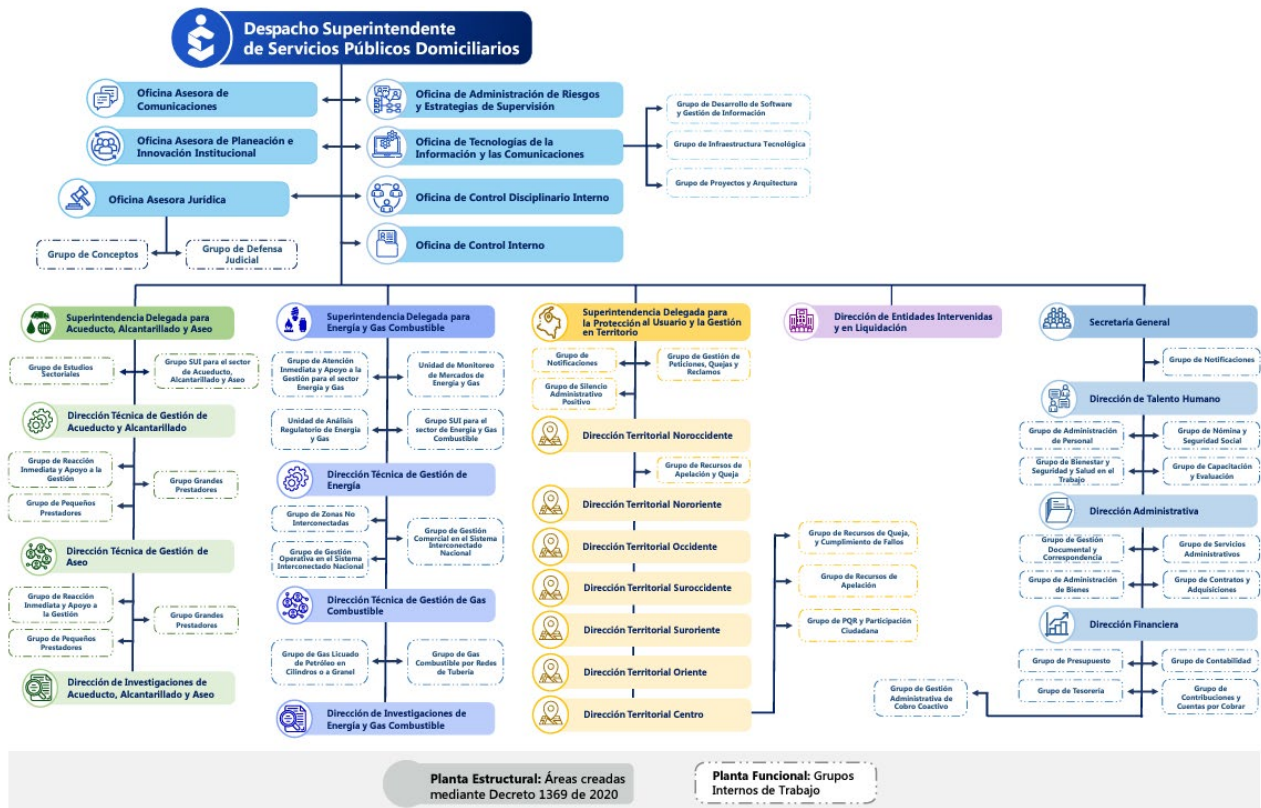 Despacho Superintendente
de Servicios Públicos Domiciliarios
Oficina Asesora de
Comunicaciones
Oficina de Administración de Riesgos
y Estrategias de Supervisión
Oficina Asesora de Planeación e
Innovación Institucional
Oficina de Tecnologías de la
Información y las Comunicaciones
Grupo de Desarrollo de Software
y Gestión de Información
Grupo de Infraestructura Tecnológica
Grupo de Proyectos y Arquitectura
Oficina Asesora Jurídica
Oficina de Control Disciplinario Interno
Grupo de Conceptos
Grupo de Defensa
Judicial
Oficina de Control Interno
Superintendencia Delegada para
Acueducto, Alcantarillado y Aseo
Grupo de Estudios
Sectoriales
Grupo SUI para el sector
de Acueducto,
Alcantarillado y Aseo
Dirección Técnica de Gestión de
Acueducto y Alcantarillado
Grupo de Reacción
Inmediata y Apoyo a la
Gestión
Grupo Grandes
Prestadores
Grupo de Pequeños
Prestadores
Dirección Técnica de Gestión de
Aseo
Grupo de Reacción
Inmediata y Apoyo a
la Gestión
Grupo Grandes
Prestadores
Grupo de Pequeños
Prestadores
Dirección de Investigaciones de
Acueducto, Alcantarillado y Aseo
Superintendencia Delegada para
Energía y Gas Combustible
Grupo de Atención
Inmediata y Apoyo a la
Gestión para el sector
Energía y Gas
Unidad de Monitoreo
de Mercados de
Energía y Gas
Unidad de Análisis
Regulatorio de Energía
y Gas
Grupo SUI para el
sector de Energía y Gas
Combustible
Dirección Técnica de Gestión de
Energía
Grupo de Zonas No
Interconectadas
Grupo de Gestión
Comercial en el Sistema
Interconectado
Nacional
Grupo de Gestión
Operativa en el Sistema
Interconectado Nacional
Dirección Técnica de Gestión de Gas
Combustible
Grupo de Gas Licuado
de Petróleo en
Cilindros o a Granel
Grupo de Gas
Combustible por Redes
de Tubería
Dirección de Investigaciones de
Energía y Gas Combustible
Superintendencia Delegada para
la Protección al Usuario y la Gestión
en Territorio
Grupo de
Notificaciones
Grupo de Gestión de
Peticiones, Quejas y
Reclamos
Grupo de Silencio
Administrativo
Positivo
Dirección Territorial Noroccidente
Grupo de Recursos de
Apelación y Queja
Dirección Territorial Nororiente
Dirección Territorial Occidente
Dirección Territorial Suroccidente
Dirección Territorial Suroriente
Dirección Territorial Oriente
Dirección Territorial Centro
Grupo de Recursos de Queja,
y Cumplimiento de Fallos
Grupo de Recursos de
Apelación
Grupo de PQR y Participación
Ciudadana
Dirección de Entidades Intervenidas
y en Liquidación
Secretaría General
Grupo de Notificaciones
Dirección de Talento Humano
Grupo de Administración
de Personal
Grupo de Nómina y
Seguridad Social
Grupo de Bienestar y
Seguridad y Salud en el
Trabajo
Grupo de Capacitación
y Evaluación
Dirección Administrativa
Grupo de Gestión
Documental y
Correspondencia
Grupo de Servicios
Administrativos
Grupo de Administración
de Bienes
Grupo de Contratos y
Adquisiciones
Dirección Financiera
Grupo de Presupuesto
Grupo de Contabilidad
Grupo de Tesorería
Grupo de
Contribuciones y
Cuentas por Cobrar
Grupo de Gestión
Administrativa de
Cobro Coactivo
Planta Estructural: Áreas creadas
mediante Decreto 1369 de 2020
Planta Funcional: Grupos
Internos de Trabajo